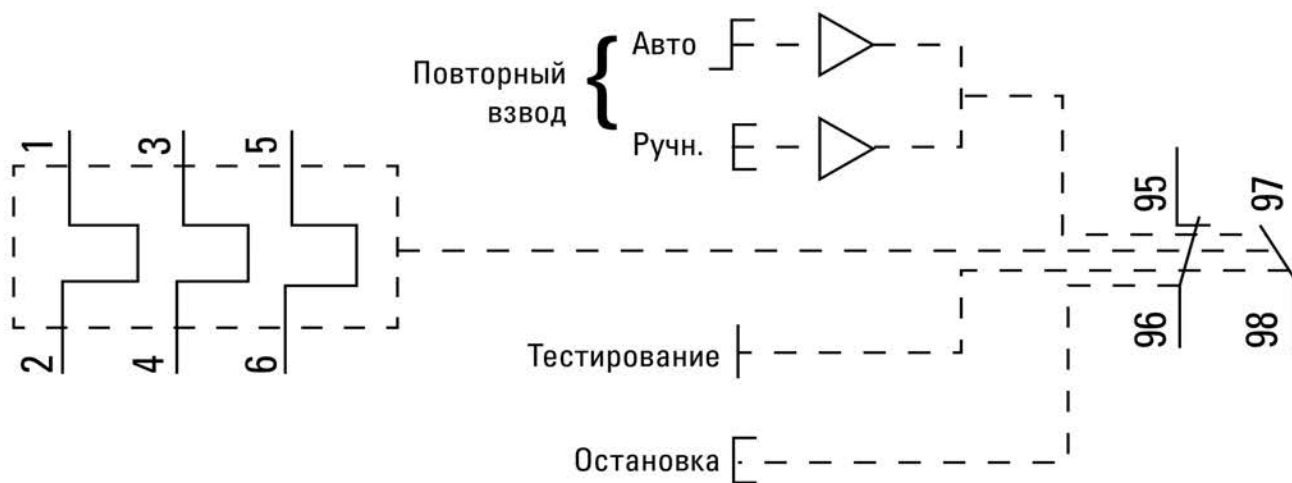 Авто
Повторный
взвод
Ручн.
1
3
5
95
97
2
4
6
96
98
Тестирование
Остановка